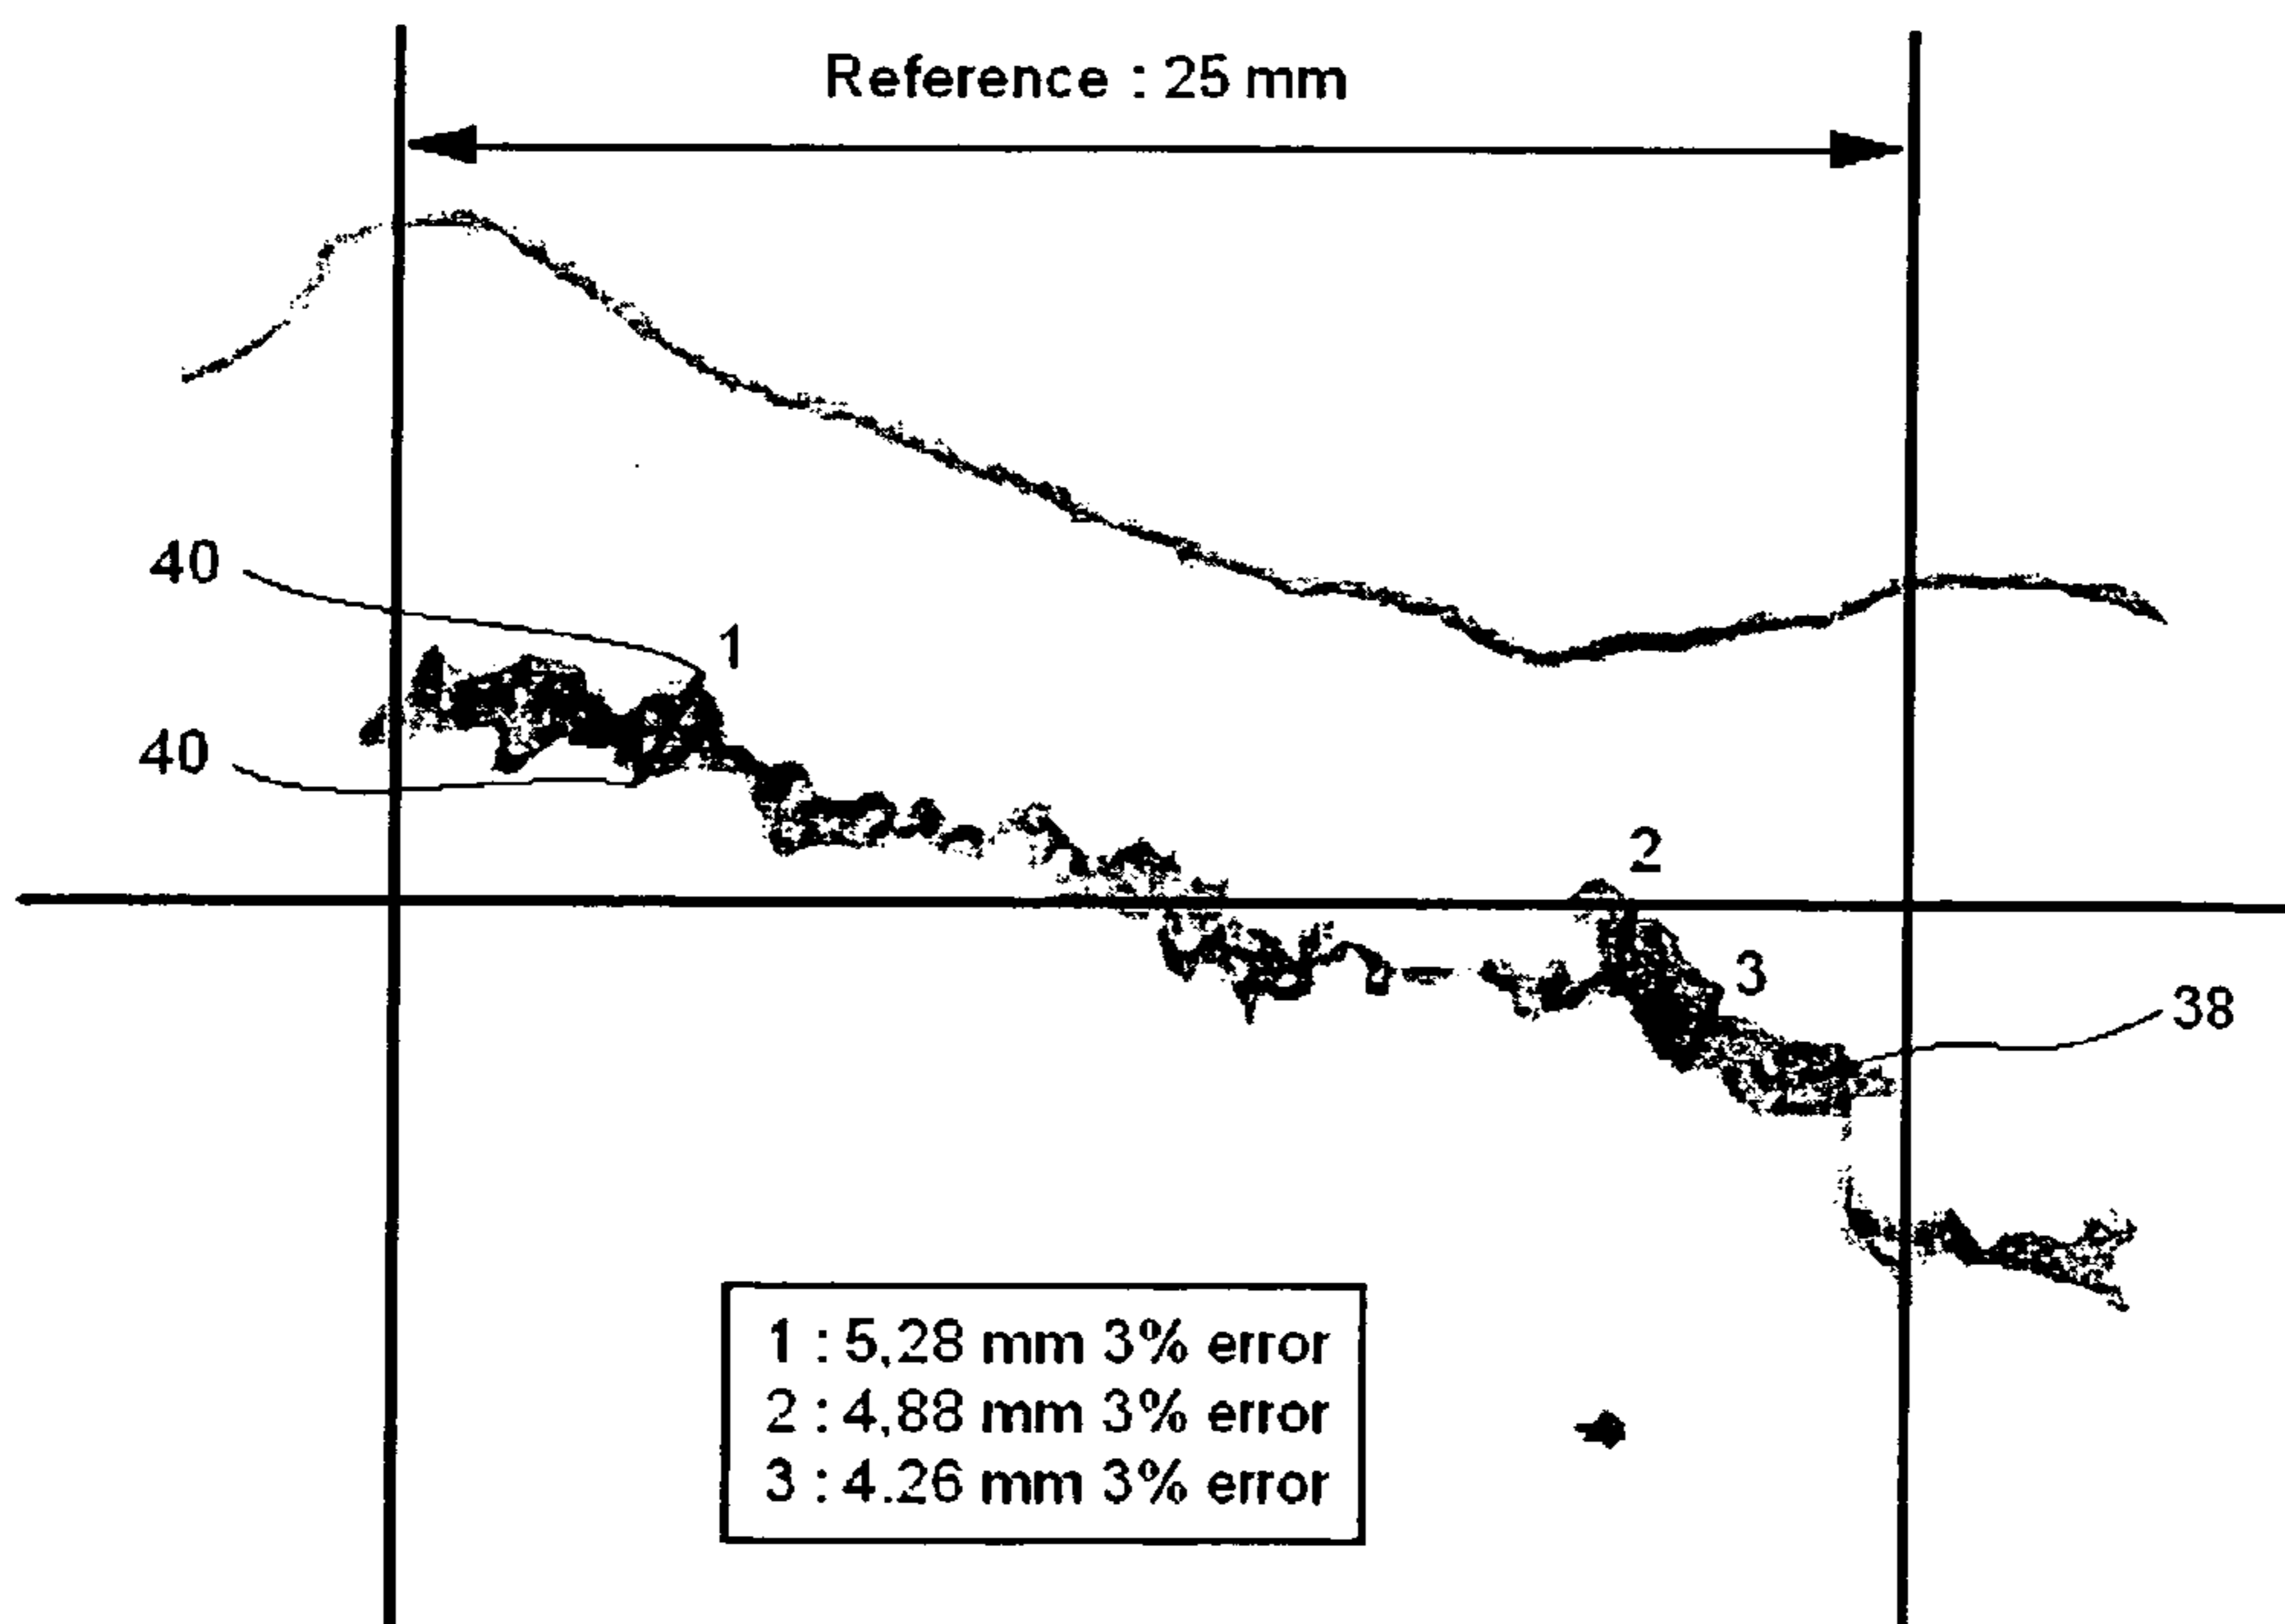 Reference : 25 mm
40
1
40
2
3
38
1 : 5,28 mm 3% error
2 : 4,88 mm 3% error
3 : 4.26 mm 3% error